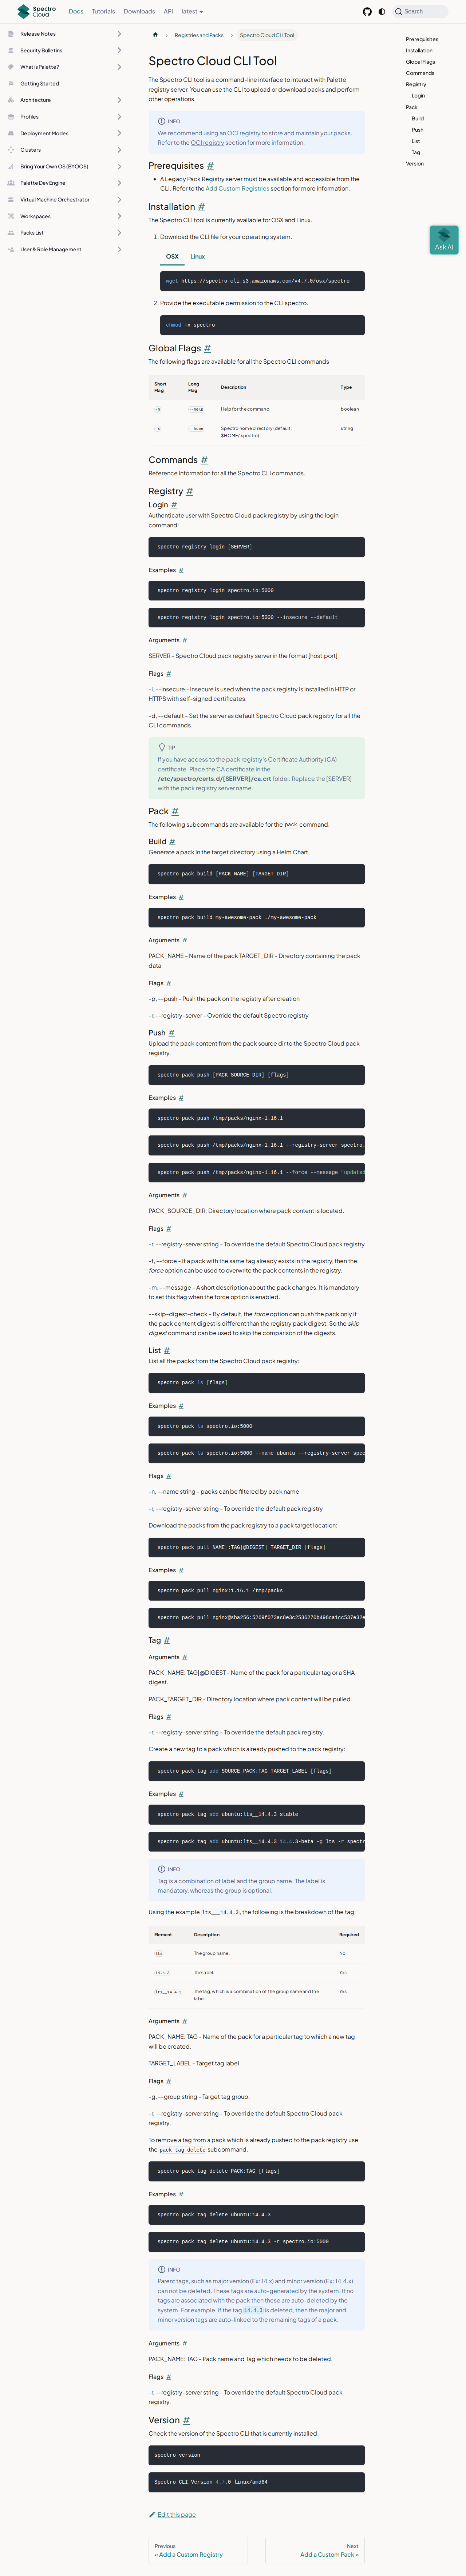 Spectro Cloud
Docs Tutorials Downloads API latest Search
Release Notes
Security Bulletins
What is Palette?
Getting Started
Architecture
Profiles
Deployment Modes
Clusters
Bring Your Own OS (BYOOS)
Palette Dev Engine
Virtual Machine Orchestrator
Workspaces
Packs List
User & Role Management
Registries and Packs
Spectro Cloud CLI Tool
Spectro Cloud CLI Tool
The Spectro CLI tool is a command-line interface to interact with Palette
registry server. You can use the CLI to upload or download packs and perform
other operations.
INFO
We recommend using an OCI registry to store and maintain your packs.
Refer to the OCI registry section for more information.
Prerequisites #
A Legacy Pack Registry server must be available and accessible from the
CLI. Refer to the Add Custom Registries section for more information.
Installation #
The Spectro CLI tool is currently available for OSX and Linux.
1. Download the CLI file for your operating system.
OSX Linux
wget https://spectro-cli.s3.amazonaws.com/v4.7.0/osx/spectro
2. Provide the executable permission to the CLI spectro.
chmod +x spectro
Global Flags #
The following flags are available for all the Spectro CLI commands
Short Flag Long Flag Description Type
-h --help Help for the command boolean
-s --home Spectro home directory (default:
$HOME/.spectro) string
Commands #
Reference information for all the Spectro CLI commands.
Registry #
Login #
Authenticate user with Spectro Cloud pack registry by using the login
command:
spectro registry login [SERVER]
Examples #
spectro registry login spectro.io:5000
spectro registry login spectro.io:5000 --insecure --default
Arguments #
SERVER - Spectro Cloud pack registry server in the format [host:port]
Flags #
-i, --insecure - Insecure is used when the pack registry is installed in HTTP or
HTTPS with self-signed certificates.
-d, --default - Set the server as default Spectro Cloud pack registry for all the
CLI commands.
TIP
If you have access to the pack registry's Certificate Authority (CA)
certificate. Place the CA certificate in the
/etc/spectro/certs.d/[SERVER]/ca.crt folder. Replace the [SERVER]
with the pack registry server name.
Pack #
The following subcommands are available for the pack command.
Build #
Generate a pack in the target directory using a Helm Chart.
spectro pack build [PACK_NAME] [TARGET_DIR]
Examples #
spectro pack build my-awesome-pack ./my-awesome-pack
Arguments #
PACK_NAME - Name of the pack TARGET_DIR - Directory containing the pack
data
Flags #
-p, --push - Push the pack on the registry after creation
-r, --registry-server - Override the default Spectro registry
Push #
Upload the pack content from the pack source dir to the Spectro Cloud pack
registry.
spectro pack push [PACK_SOURCE_DIR] [flags]
Examples #
spectro pack push /tmp/packs/nginx-1.16.1
spectro pack push /tmp/packs/nginx-1.16.1 --registry-server spectro.
spectro pack push /tmp/packs/nginx-1.16.1 --force --message "updated
Arguments #
PACK_SOURCE_DIR: Directory location where pack content is located.
Flags #
-r, --registry-server string - To override the default Spectro Cloud pack registry
-f, --force - If a pack with the same tag already exists in the registry, then the
force option can be used to overwrite the pack contents in the registry.
-m, --message - A short description about the pack changes. It is mandatory
to set this flag when the force option is enabled.
--skip-digest-check - By default, the force option can push the pack only if
the pack content digest is different than the registry pack digest. So the skip
digest command can be used to skip the comparison of the digests.
List #
List all the packs from the Spectro Cloud pack registry:
spectro pack ls [flags]
Examples #
spectro pack ls spectro.io:5000
spectro pack ls spectro.io:5000 --name ubuntu --registry-server spec
Flags #
-n, --name string - packs can be filtered by pack name
-r, --registry-server string - To override the default pack registry
Download the packs from the pack registry to a pack target location:
spectro pack pull NAME[:TAG|@DIGEST] TARGET_DIR [flags]
Examples #
spectro pack pull nginx:1.16.1 /tmp/packs
Tag #
Arguments #
PACK_NAME: TAG|@DIGEST - Name of the pack for a particular tag or a SHA
digest.
PACK_TARGET_DIR - Directory location where pack content will be pulled.
Flags #
-r, --registry-server string - To override the default pack registry.
Create a new tag to a pack which is already pushed to the pack registry:
spectro pack tag add SOURCE_PACK:TAG TARGET_LABEL [flags]
Examples #
spectro pack tag add ubuntu:lts__14.4.3 stable
spectro pack tag add ubuntu:lts__14.4.3 14.4.3-beta -g lts -r spectr
INFO
Tag is a combination of label and the group name. The label is
mandatory, whereas the group is optional.
Using the example lts___14.4.3, the following is the breakdown of the tag:
Element Description Required
lts The group name. No
14.4.3 The label. Yes
lts__14.4.3 The tag, which is a combination of the group name and the
label. Yes
Arguments #
PACK_NAME: TAG - Name of the pack for a particular tag to which a new tag
will be created.
TARGET_LABEL - Target tag label.
Flags #
-g, --group string - Target tag group.
-r, --registry-server string - To override the default Spectro Cloud pack
registry.
To remove a tag from a pack which is already pushed to the pack registry use
the pack tag delete subcommand.
spectro pack tag delete PACK:TAG [flags]
Examples #
spectro pack tag delete ubuntu:14.4.3
spectro pack tag delete ubuntu:14.4.3 -r spectro.io:5000
INFO
Parent tags, such as major version (Ex: 14.x) and minor version (Ex: 14.4.x)
can not be deleted. These tags are auto-generated by the system. If no
tags are associated with the pack then these are auto-deleted by the
system. For example, if the tag 14.4.3 is deleted, then the major and
minor version tags are auto-linked to the remaining tags of a pack.
Arguments #
PACK_NAME: TAG - Pack name and Tag which needs to be deleted.
Flags #
-r, --registry-server string - To override the default Spectro Cloud pack
registry.
Version #
Check the version of the Spectro CLI that is currently installed.
spectro version
Spectro CLI Version 4.7.0 linux/amd64
Edit this page
Previous
« Add a Custom Registry
Next
Add a Custom Pack »
Prerequisites
Installation
Global Flags
Commands
Registry
Login
Pack
Build
Push
List
Tag
Version
Ask AI